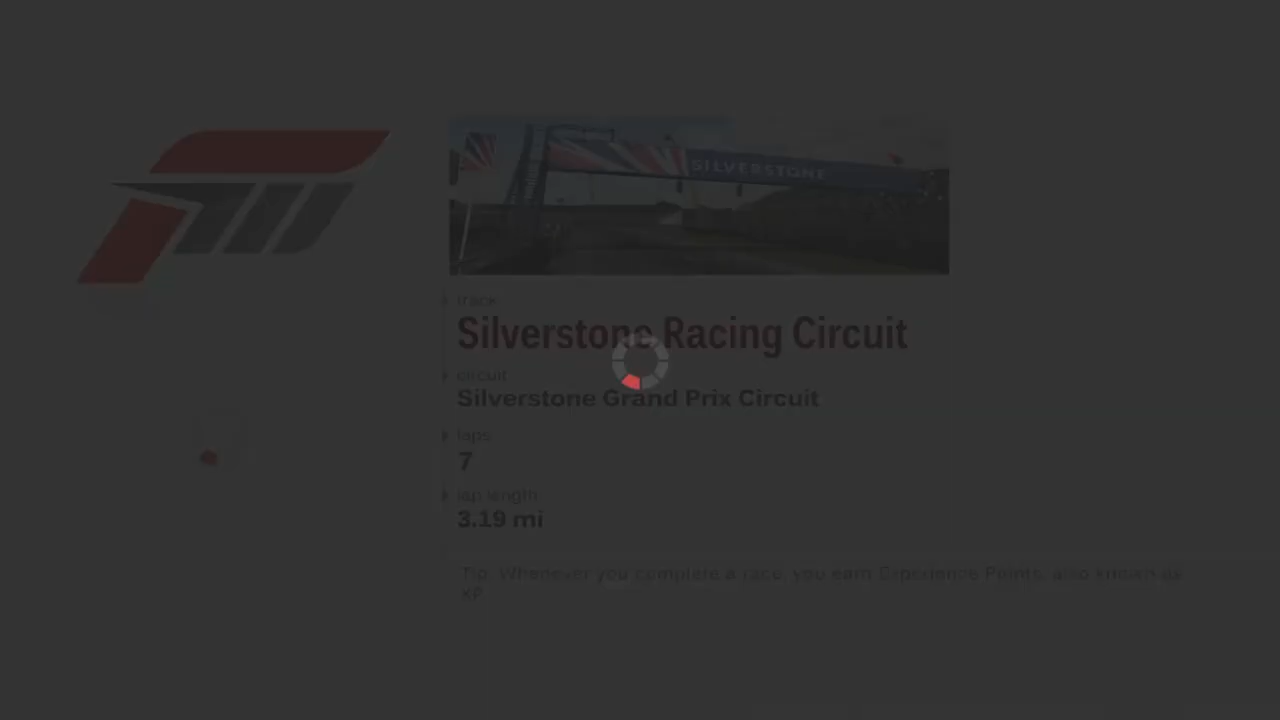 SILVERSTONE
track
Silverstone Racing Circuit
circuit
Silverstone Grand Prix Circuit
laps
7
lap length
3.19 mi
Tip: Whenever you complete a race, you earn Experience Points, also known as
XP.